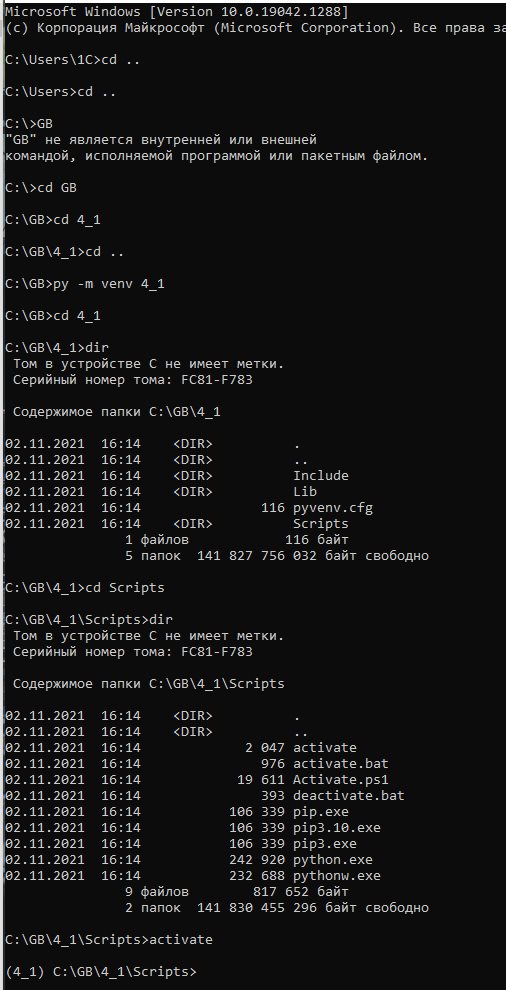 Microsoft Windows [Version 10.0.19042.1288]
(c) Корпорация Майкрософт (Microsoft Corporation). Все права за
C:\Users\1C>cd ..
C:\Users>cd ..
C:\>GB
"GB" не является внутренней или внешней
командой, исполняемой программой или пакетным файлом.
C:\>cd GB
C:\GB>cd 4_1
C:\GB\4_1>cd ..
C:\GB>py -m venv 4_1
C:\GB>cd 4_1
C:\GB\4_1>dir
Том в устройстве C не имеет метки.
Серийный номер тома: FC81-F783
Содержимое папки C:\GB\4_1
02.11.2021  16:14    <DIR>          .
02.11.2021  16:14    <DIR>          ..
02.11.2021  16:14    <DIR>          Include
02.11.2021  16:14    <DIR>          Lib
02.11.2021  16:14               116 pyvenv.cfg
02.11.2021  16:14    <DIR>          Scripts
1 файлов            116 байт
5 папок  141 827 756 032 байт свободно
C:\GB\4_1>cd Scripts
C:\GB\4_1\Scripts>dir
Том в устройстве C не имеет метки.
Серийный номер тома: FC81-F783
Содержимое папки C:\GB\4_1\Scripts
02.11.2021  16:14    <DIR>          .
02.11.2021  16:14    <DIR>          ..
02.11.2021  16:14             2 047 activate
02.11.2021  16:14               976 activate.bat
02.11.2021  16:14            19 611 Activate.ps1
02.11.2021  16:14               393 deactivate.bat
02.11.2021  16:14           106 339 pip.exe
02.11.2021  16:14           106 339 pip3.10.exe
02.11.2021  16:14           106 339 pip3.exe
02.11.2021  16:14           242 920 python.exe
02.11.2021  16:14           232 688 pythonw.exe
9 файлов        817 652 байт
2 папок  141 830 455 296 байт свободно
C:\GB\4_1\Scripts>activate
(4_1) C:\GB\4_1\Scripts>